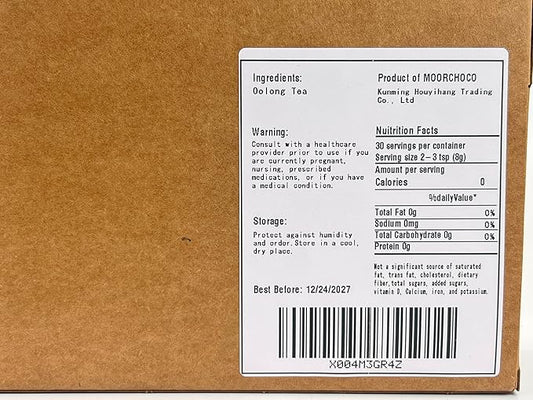 Ingredients:
Oolong Tea
Warning:
Consult with a healthcare
provider prior to use if you
are currently pregnant,
nursing, prescribed
medications, or if you have
a medical condition.
Storage:
Protect against humidity
and ordor.Store in a cool,
dry place.
Best Before: 12/24/2027
Product of MOORCHOCO
Kunming Houyihang Trading
Co., Ltd
Nuitrition Facts
30 servings per container
Serving size 2-3 tsp (8g)
Amount per serving
Calories 0
%dailyValue*
Total Fat 0g 0%
Sodium 0mg 0%
Total Carbohydrate 0g 0%
Protein 0g
Not a significant source of saturated
fat, trans fat, cholesterol, dietary
fiber,total sugars, added sugars,
vitamin D, Calcium, iron, and potassium.
X004M3GR4Z